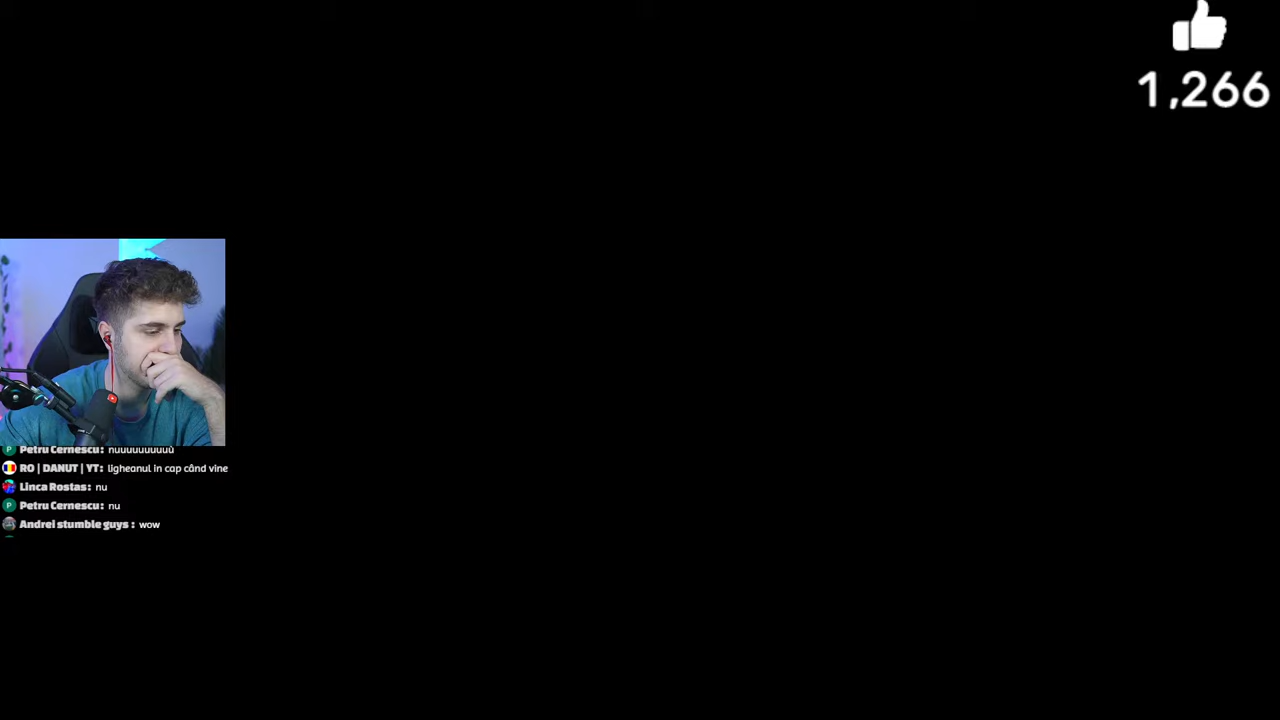 1,266
P Petru Cernescu: nuuuuuuuuuù
RO | DANUT | YT: ligheanul in cap când vine
Linca Rostas: nu
P Petru Cernescu: nu
Andrei stumble guys : wow